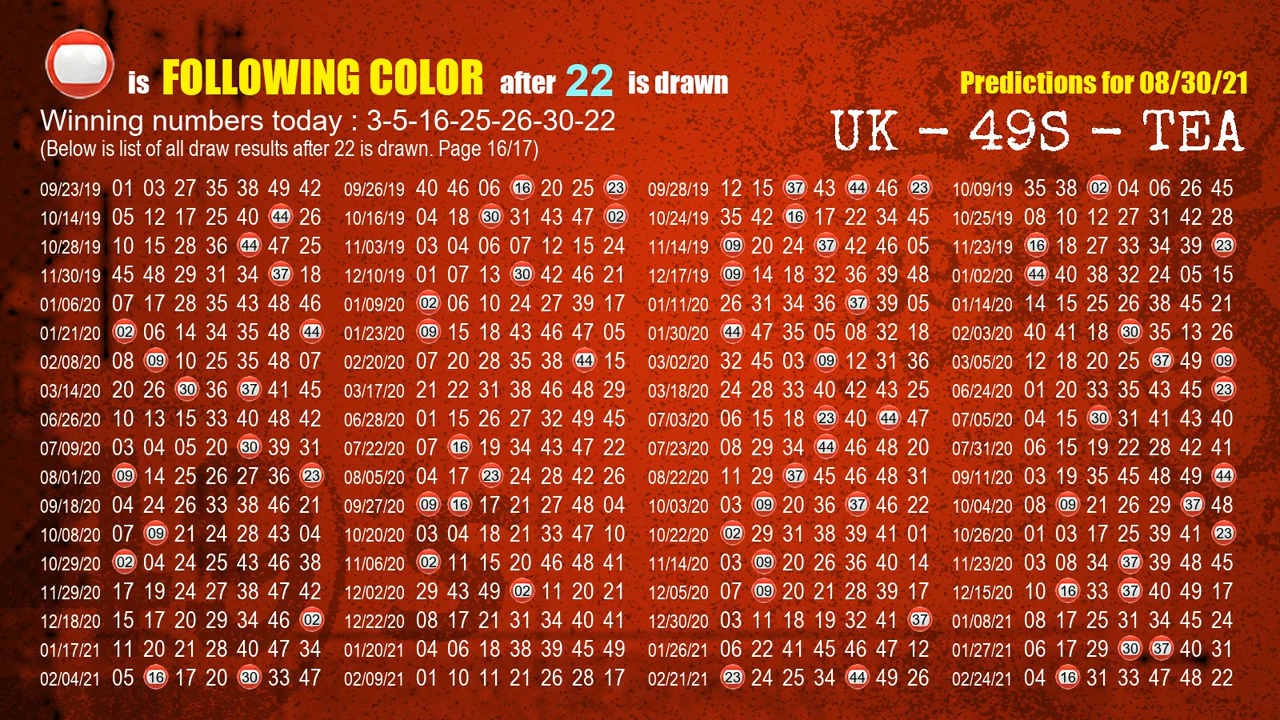 is FOLLOWING COLOR after 22 is drawn
Predictions for 08/30/21
Winning numbers today : 3-5-16-25-26-30-22
UK - 49S - TEA
(Below is list of all draw results after 22 is drawn. Page 16/17)
09/23/19 01 03 27 35 38 49 42 09/26/19 40 46 06 16 20 25 23 09/28/19 12 15 37 43 44 46 23 10/09/19 35 38 02 04 06 26 45
10/14/19 05 12 17 25 40 44 26 10/16/19 04 18 30 31 43 47 02 10/24/19 35 42 16 17 22 34 45 10/25/19 08 10 12 27 31 42 28
10/28/19 10 15 28 36 44 47 25 11/03/19 03 04 06 07 12 15 24 11/14/19 09 20 24 37 42 46 05 11/23/19 16 18 27 33 34 39 23
11/30/19 45 48 29 31 34 37 18 12/10/19 01 07 13 30 42 46 21 12/17/19 09 14 18 32 36 39 48 01/02/20 44 40 38 32 24 05 15
01/06/20 07 17 28 35 43 48 46 01/09/20 02 06 10 24 27 39 17 01/11/20 26 31 34 36 37 39 05 01/14/20 14 15 25 26 38 45 21
01/21/20 02 06 14 34 35 48 44 01/23/20 09 15 18 43 46 47 05 01/30/20 44 47 35 05 08 32 18 02/03/20 40 41 18 30 35 13 26
02/08/20 08 09 10 25 35 48 07 02/20/20 07 20 28 35 38 44 15 03/02/20 32 45 03 09 12 31 36 03/05/20 12 18 20 25 37 49 09
03/14/20 20 26 30 36 37 41 45 03/17/20 21 22 31 38 46 48 29 03/18/20 24 28 33 40 42 43 25 06/24/20 01 20 33 35 43 45 23
06/26/20 10 13 15 33 40 48 42 06/28/20 01 15 26 27 32 49 45 07/03/20 06 15 18 23 40 44 47 07/05/20 04 15 30 31 41 43 40
07/09/20 03 04 05 20 30 39 31 07/22/20 07 16 19 34 43 47 22 07/23/20 08 29 34 44 46 48 20 07/31/20 06 15 19 22 28 42 41
08/01/20 09 14 25 26 27 36 23 08/05/20 04 17 23 24 28 42 26 08/22/20 11 29 37 45 46 48 31 09/11/20 03 19 35 45 48 49 44
09/18/20 04 24 26 33 38 46 21 09/27/20 09 16 17 21 27 48 04 10/03/20 03 09 20 26 37 46 22 10/04/20 08 09 21 26 29 37 48
10/08/20 07 09 21 24 28 43 04 10/20/20 03 04 18 21 33 47 10 10/22/20 02 29 31 38 39 41 01 10/26/20 01 03 17 25 39 41 23
10/29/20 02 04 24 25 43 46 38 11/06/20 02 11 15 20 46 48 41 11/14/20 03 09 20 26 36 40 14 11/23/20 03 08 34 37 39 48 45
11/29/20 17 19 24 27 38 47 42 12/02/20 29 43 49 02 11 20 21 12/05/20 07 09 20 21 28 39 17 12/15/20 10 16 33 37 40 49 17
12/18/20 15 17 20 29 34 46 02 12/22/20 08 17 21 31 34 40 41 12/30/20 03 11 18 19 32 41 37 01/08/21 08 17 25 31 34 45 24
01/17/21 11 20 21 28 40 47 34 01/20/21 04 06 18 38 39 45 49 01/26/21 06 22 41 45 46 47 12 01/27/21 06 17 29 30 37 40 31
02/04/21 05 16 17 20 30 33 47 02/09/21 01 10 11 21 26 28 17 02/21/21 23 24 25 34 44 49 26 02/24/21 04 16 31 33 47 48 22